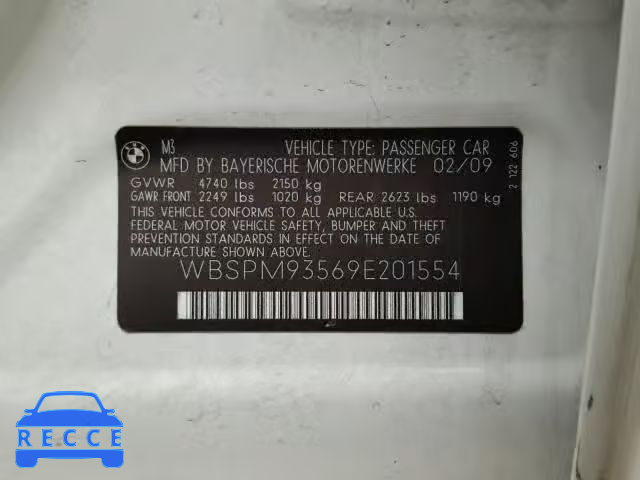 M3 VEHICLE TYPE: PASSENGER CAR
MFD BY BAYERISCHE MOTORENWERKE 02/09
GVWR 4740 lbs 2150 kg
GAWR FRONT 2249 lbs 1020 kg REAR 2623 lbs 1190 kg
THIS VEHICLE CONFORMS TO ALL APPLICABLE U.S.
FEDERAL MOTOR VEHICLE SAFETY, BUMPER AND THEFT
PREVENTION STANDARDS IN EFFECT ON THE DATE OF
MANUFACTURE SHOWN ABOVE.
WBSPM93569E201554
2 122 606
RECCE